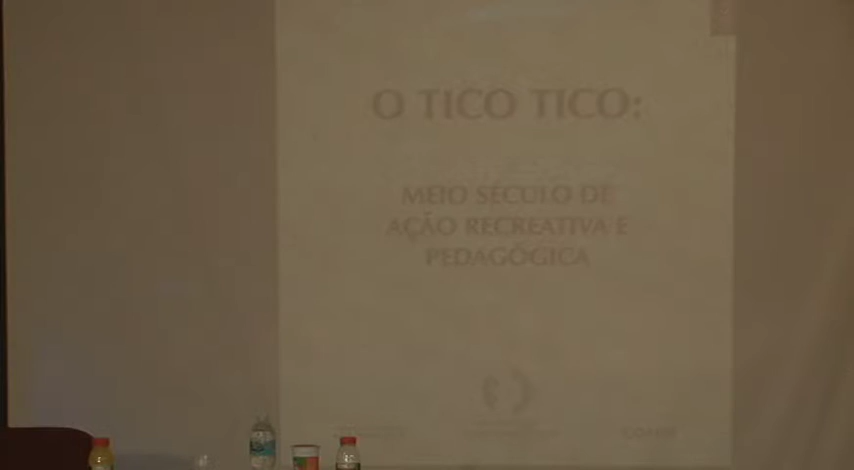 O TICO TICO:
MEIO SÉCULO DE
AÇÃO RECREATIVA E
PEDAGÓGICA